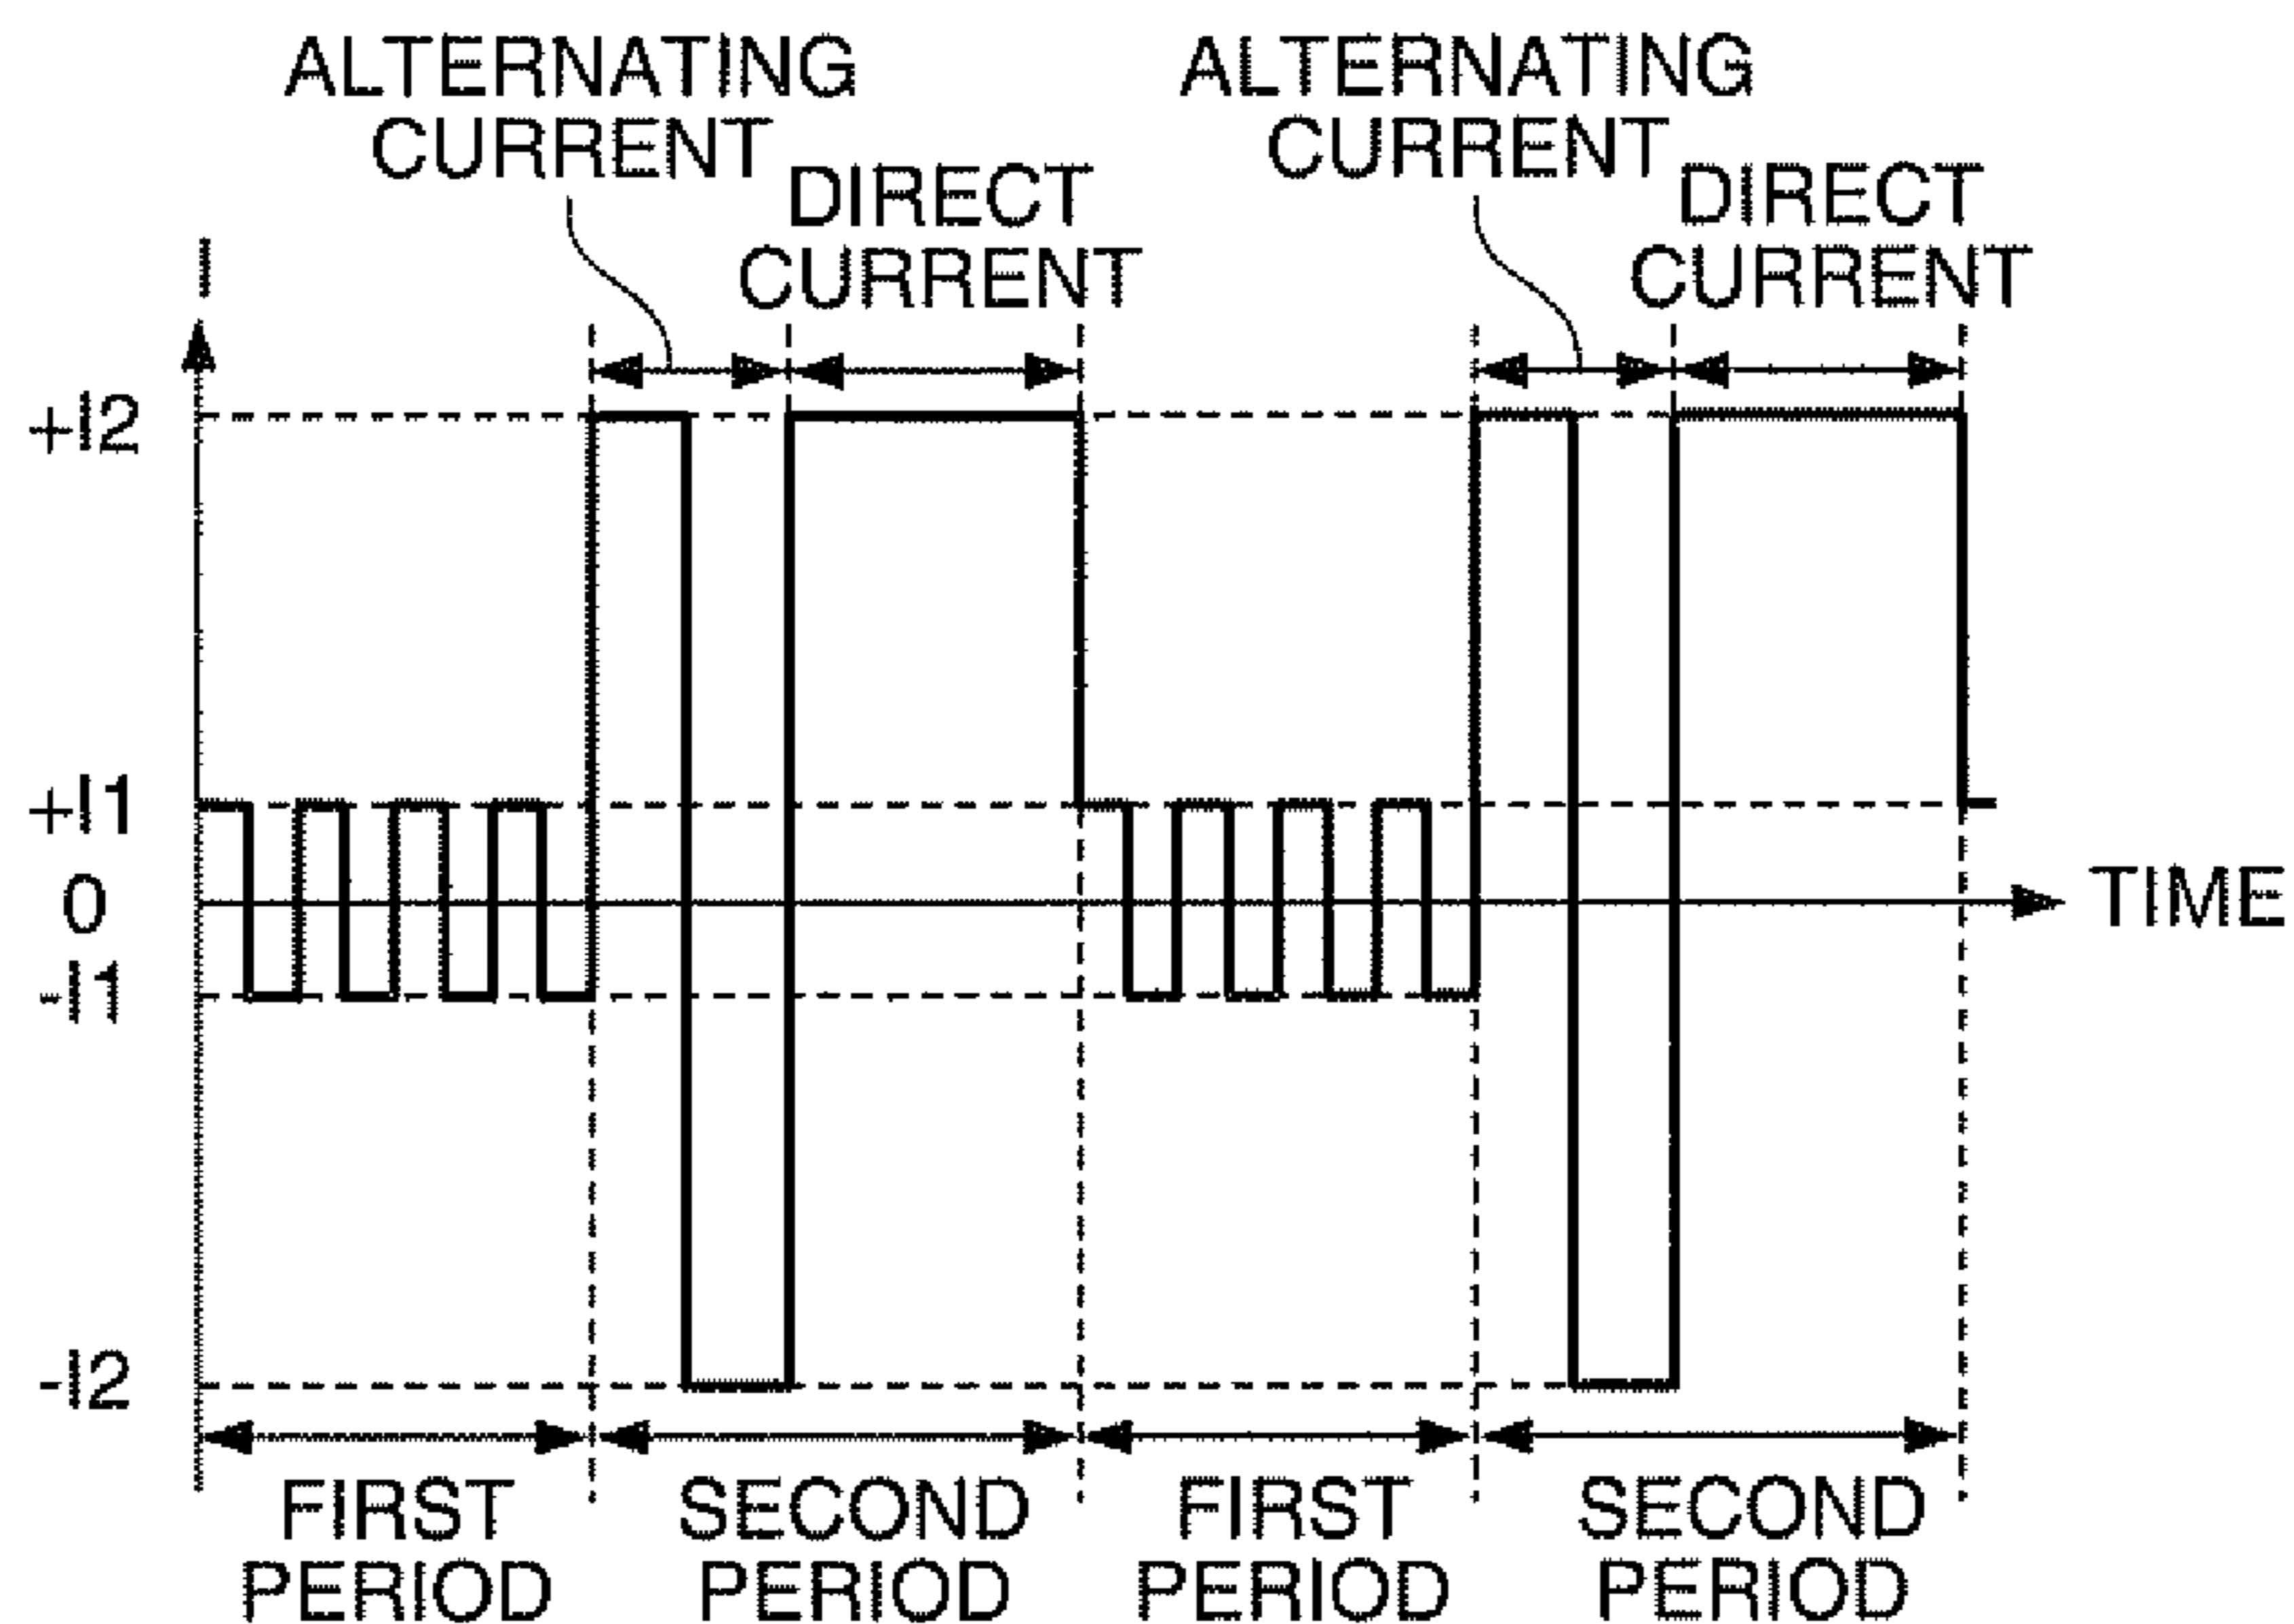 ALTERNATING
CURRENT
DIRECT
CURRENT
ALTERNATING
CURRENT
DIRECT
CURRENT
I
+I2
+I1
0
-I1
-I2
TIME
FIRST
PERIOD
SECOND
PERIOD
FIRST
PERIOD
SECOND
PERIOD